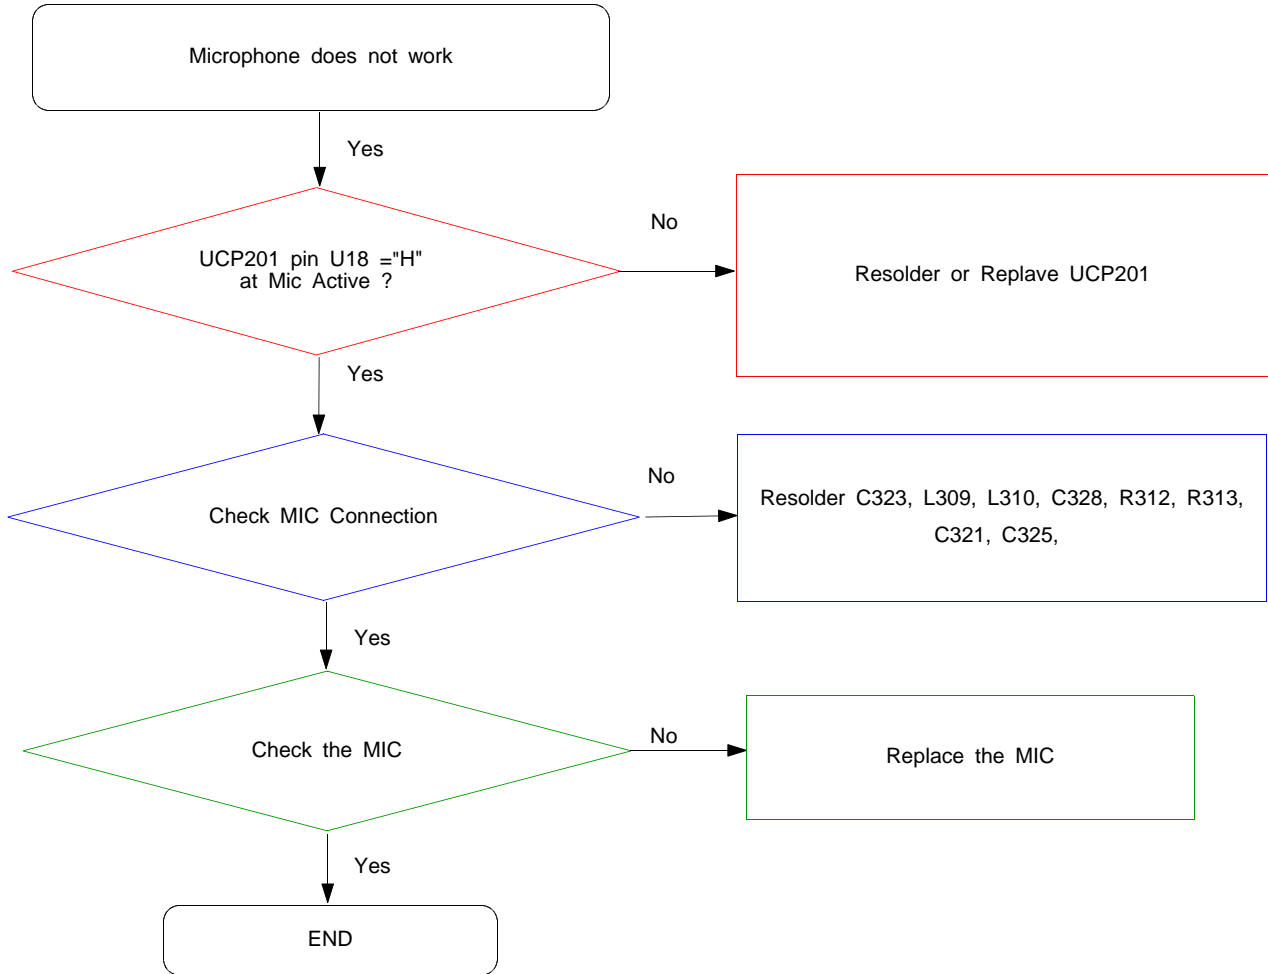 Microphone does not work
Yes
UCP201 pin U18 ="H"
at Mic Active ?
No
Resolder or Replave UCP201
Yes
Check MIC Connection
No
Resolder C323, L309, L310, C328, R312, R313,
C321, C325,
Yes
Check the MIC
No
Replace the MIC
Yes
END